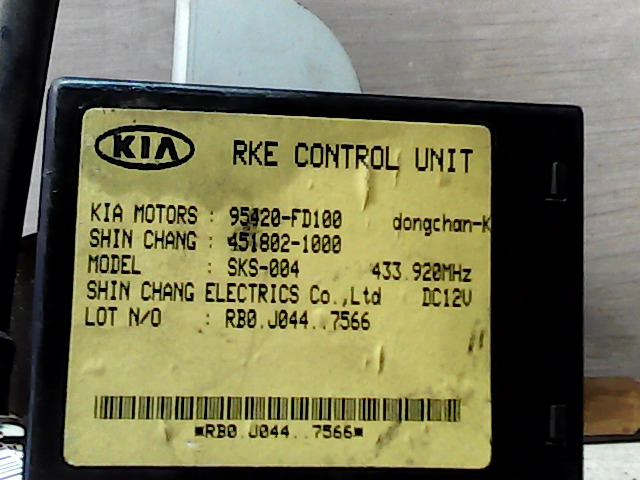 KIA RKE CONTROL UNIT
KIA MOTORS : 95420-FD100 dongchan-K
SHIN CHANG : 451802-1000
MODEL : SKS-004 433.920MHz
SHIN CHANG ELECTRICS Co.,Ltd DC12V
LOT N/O : RB0.J044..7566
*RB0.J044..7566*